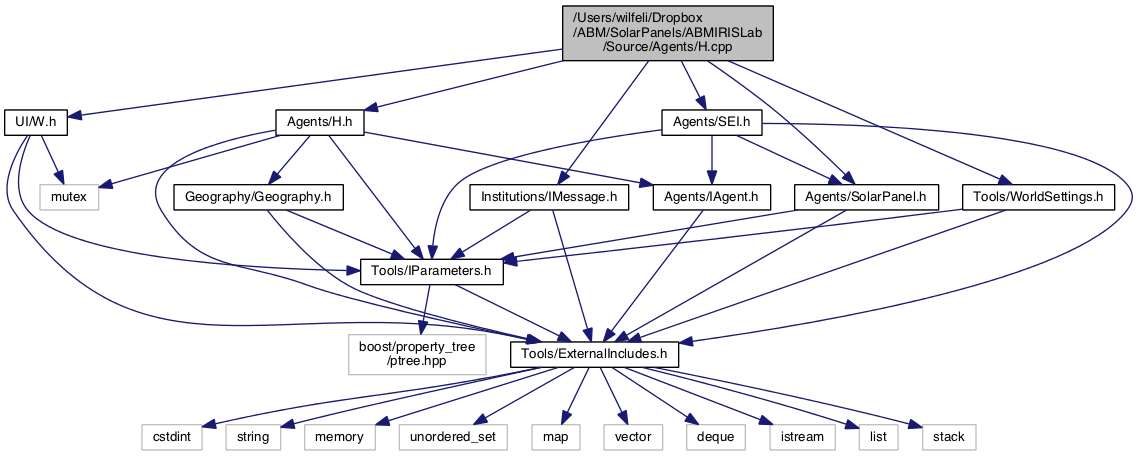 /Users/wilfeli/Dropbox
/ABM/SolarPanels/ABMIRISLab
/Source/Agents/H.cpp
UI/W.h
Agents/H.h
Agents/SEI.h
mutex
Geography/Geography.h
Institutions/IMessage.h
Agents/IAgent.h
Agents/SolarPanel.h
Tools/WorldSettings.h
Tools/IParameters.h
boost/property_tree
/ptree.hpp
Tools/ExternalIncludes.h
cstdint
string
memory
unordered_set
map
vector
deque
istream
list
stack